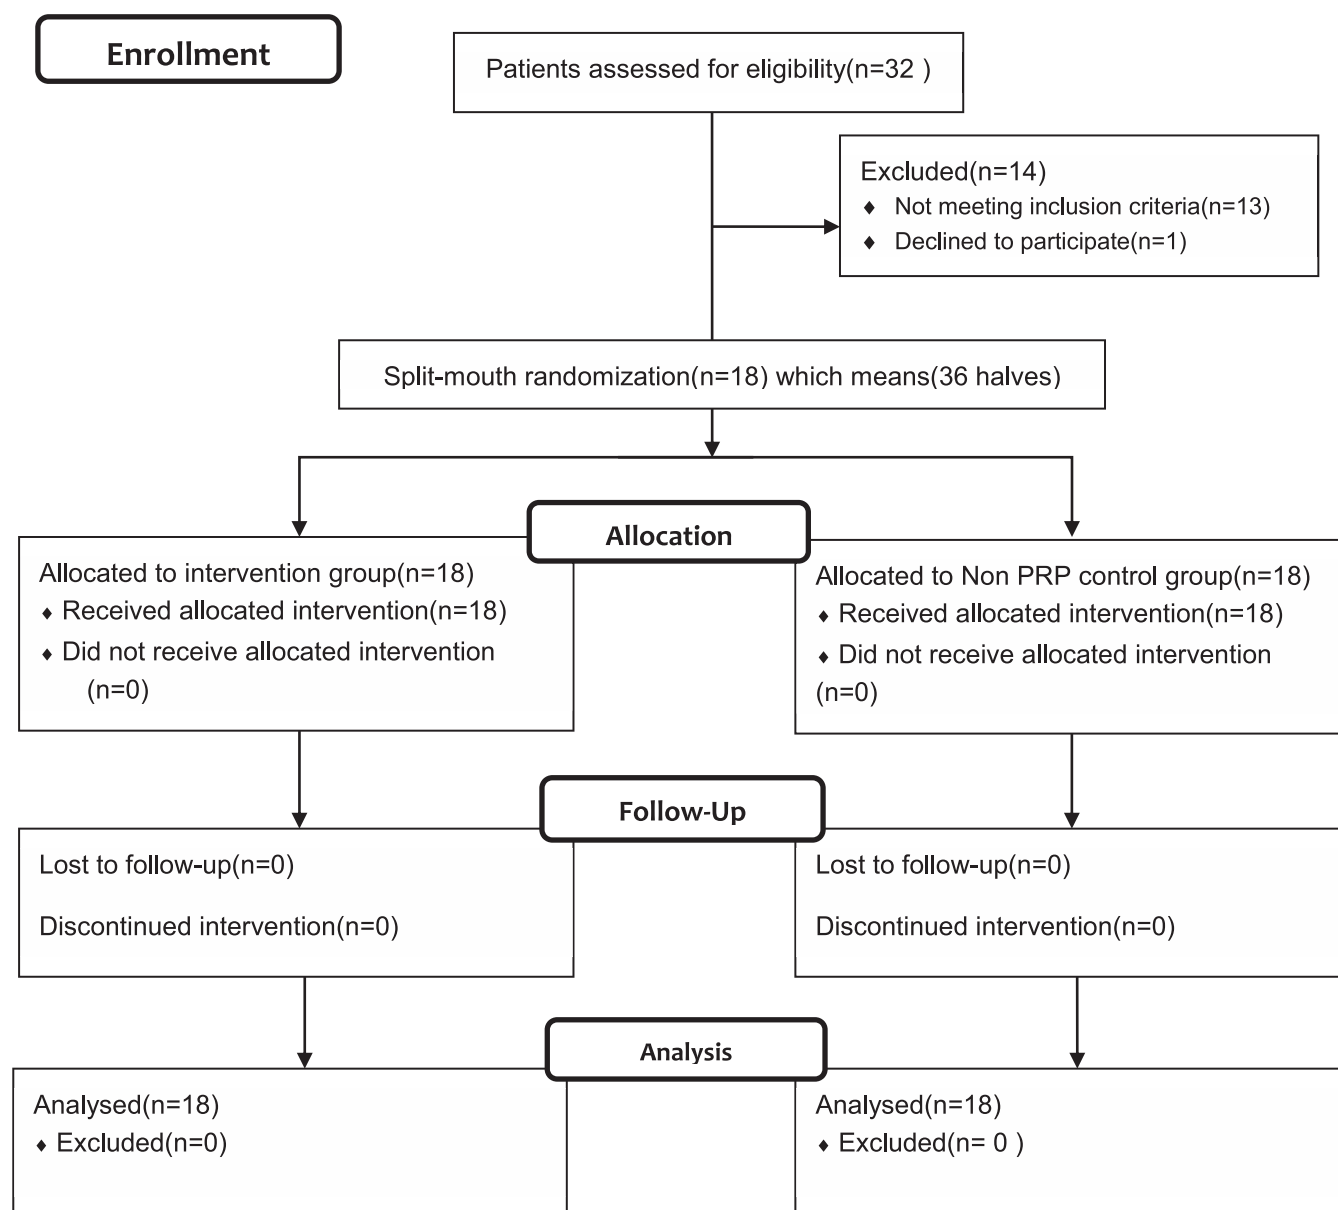 Enrollment
Patients assessed for eligibility(n=32 )
Excluded(n=14)
♦ Not meeting inclusion criteria(n=13)
♦ Declined to participate(n=1)
Split-mouth randomization(n=18) which means(36 halves)
Allocation
Allocated to intervention group(n=18)
♦ Received allocated intervention(n=18)
♦ Did not receive allocated intervention
(n=0)
Allocated to Non PRP control group(n=18)
♦ Received allocated intervention(n=18)
♦ Did not receive allocated intervention
(n=0)
Follow-Up
Lost to follow-up(n=0)
Discontinued intervention(n=0)
Lost to follow-up(n=0)
Discontinued intervention(n=0)
Analysis
Analysed(n=18)
♦ Excluded(n=0)
Analysed(n=18)
♦ Excluded(n= 0 )